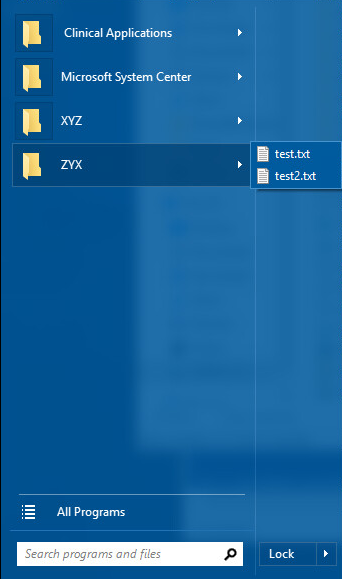 Clinical Applications
Microsoft System Center
XYZ
ZYX
test.txt
test2.txt
All Programs
Search programs and files
Lock